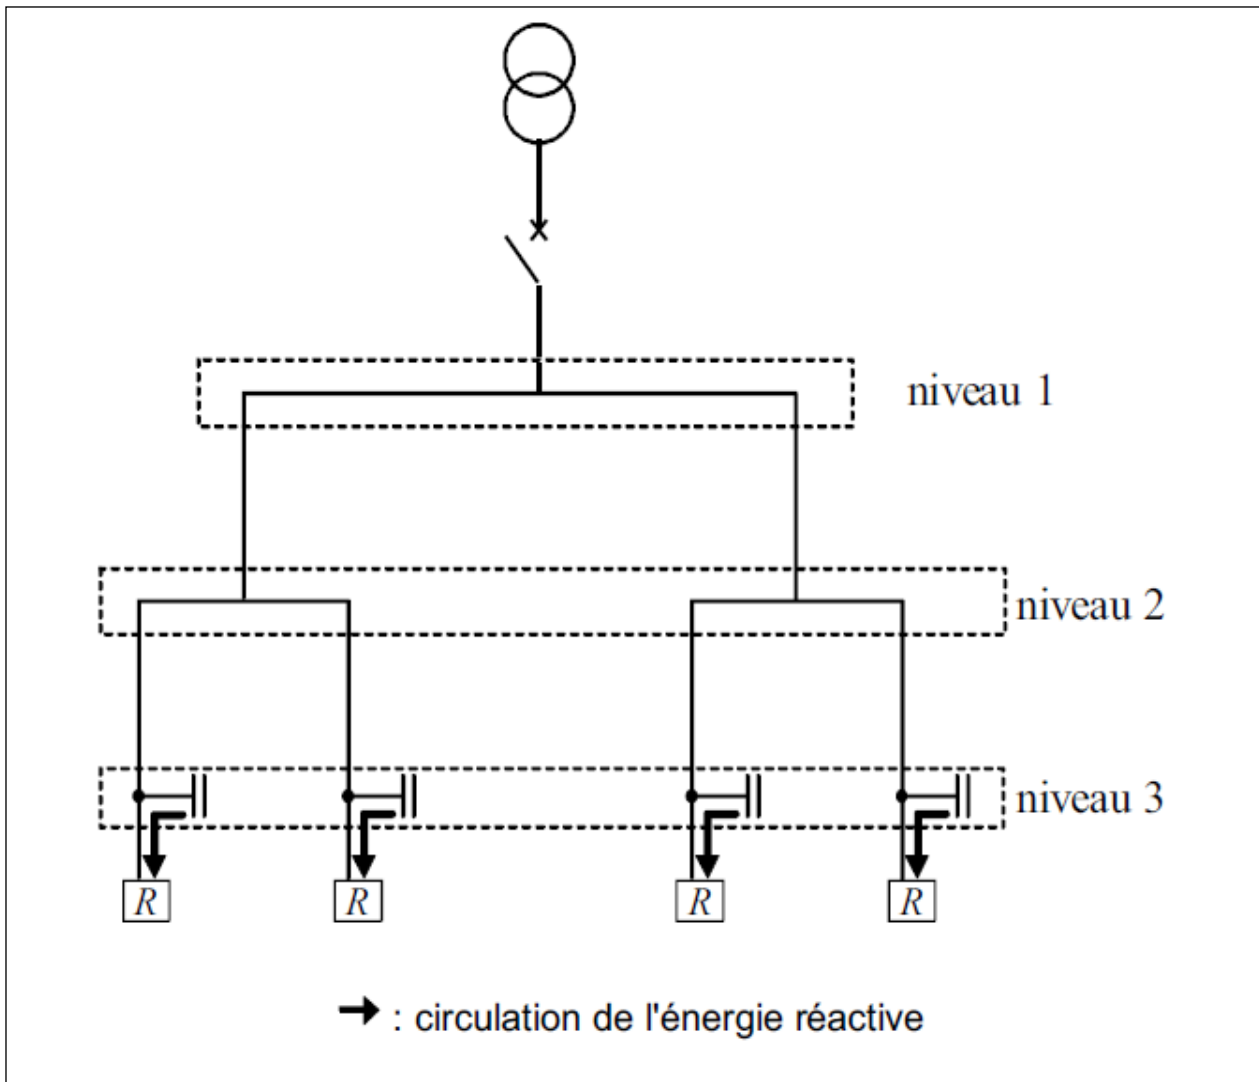 niveau 1
niveau 2
niveau 3
R R R R
: circulation de l'énergie réactive